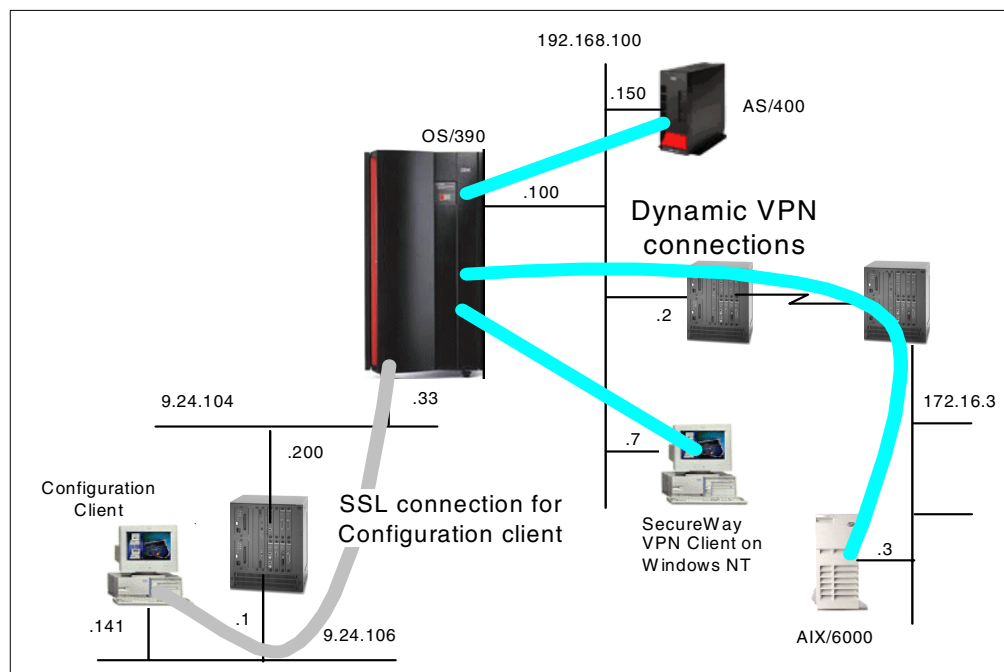 192.168.100
.150
AS/400
OS/390
.100
Dynamic VPN
connections
.2
172.16.3
.33
9.24.104
.200
.7
Configuration
Client
SSL connection for
Configuration client
SecureWay
VPN Client on
Windows NT
.3
.141
.1
9.24.106
AIX/6000